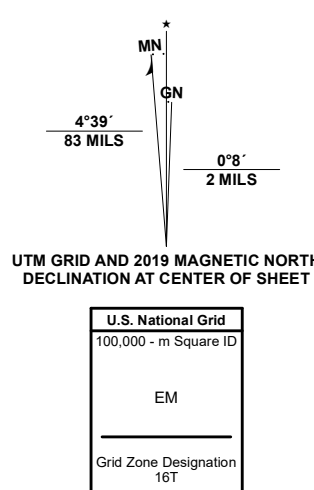 MN
GN
4°39´
83 MILS
0°8´
2 MILS
UTM GRID AND 2019 MAGNETIC NORTH
DECLINATION AT CENTER OF SHEET
U.S. National Grid
100,000 - m Square ID
EM
Grid Zone Designation
16T